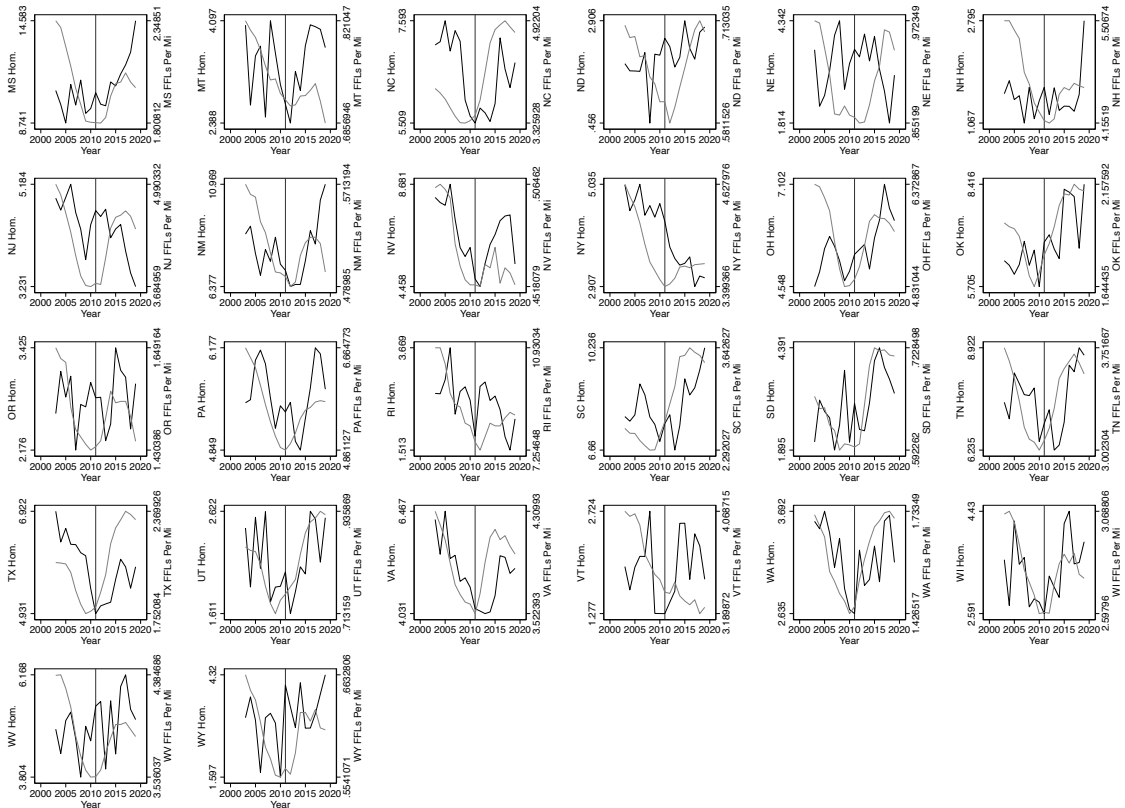 MS Hom.
14.583
8.741
MS FFLs Per Mi
2.34851
1.800812
2000 2005 2010 2015 2020
Year
MT Hom.
4.097
2.388
MT FFLs Per Mi
.821047
.6856946
2000 2005 2010 2015 2020
Year
NC Hom.
7.593
5.509
NC FFLs Per Mi
4.92204
3.325928
2000 2005 2010 2015 2020
Year
ND Hom.
2.906
.456
ND FFLs Per Mi
.713035
.5811526
2000 2005 2010 2015 2020
Year
NE Hom.
4.342
1.814
NE FFLs Per Mi
.972349
.855199
2000 2005 2010 2015 2020
Year
NH Hom.
2.795
1.067
NH FFLs Per Mi
5.50674
4.15519
2000 2005 2010 2015 2020
Year
NJ Hom.
5.184
3.231
NJ FFLs Per Mi
4.990332
3.684959
2000 2005 2010 2015 2020
Year
NM Hom.
10.969
6.377
NM FFLs Per Mi
.5713194
.478985
2000 2005 2010 2015 2020
Year
NV Hom.
8.681
4.458
NV FFLs Per Mi
.506462
.4518079
2000 2005 2010 2015 2020
Year
NY Hom.
5.035
2.907
NY FFLs Per Mi
4.627976
3.399366
2000 2005 2010 2015 2020
Year
OH Hom.
7.102
4.548
OH FFLs Per Mi
6.372867
4.831044
2000 2005 2010 2015 2020
Year
OK Hom.
8.416
5.705
OK FFLs Per Mi
2.157592
1.644435
2000 2005 2010 2015 2020
Year
OR Hom.
3.425
2.176
OR FFLs Per Mi
1.649164
1.430386
2000 2005 2010 2015 2020
Year
PA Hom.
6.177
4.849
PA FFLs Per Mi
6.664773
4.861127
2000 2005 2010 2015 2020
Year
RI Hom.
3.669
1.513
RI FFLs Per Mi
10.93034
7.254648
2000 2005 2010 2015 2020
Year
SC Hom.
10.236
6.66
SC FFLs Per Mi
3.642627
2.292027
2000 2005 2010 2015 2020
Year
SD Hom.
4.391
1.895
SD FFLs Per Mi
.7228498
.592262
2000 2005 2010 2015 2020
Year
TN Hom.
8.922
6.235
TN FFLs Per Mi
3.751667
3.002304
2000 2005 2010 2015 2020
Year
TX Hom.
6.922
4.931
TX FFLs Per Mi
2.369926
1.752084
2000 2005 2010 2015 2020
Year
UT Hom.
2.622
1.611
UT FFLs Per Mi
.935869
.713159
2000 2005 2010 2015 2020
Year
VA Hom.
6.467
4.031
VA FFLs Per Mi
4.30993
3.522393
2000 2005 2010 2015 2020
Year
VT Hom.
2.724
1.277
VT FFLs Per Mi
4.068715
3.189872
2000 2005 2010 2015 2020
Year
WA Hom.
3.692
2.835
WA FFLs Per Mi
1.73349
1.426517
2000 2005 2010 2015 2020
Year
WI Hom.
4.43
2.591
WI FFLs Per Mi
3.068806
2.59796
2000 2005 2010 2015 2020
Year
WV Hom.
6.168
3.804
WV FFLs Per Mi
4.384686
3.536037
2000 2005 2010 2015 2020
Year
WY Hom.
4.32
1.597
WY FFLs Per Mi
.6632806
.5541071
2000 2005 2010 2015 2020
Year